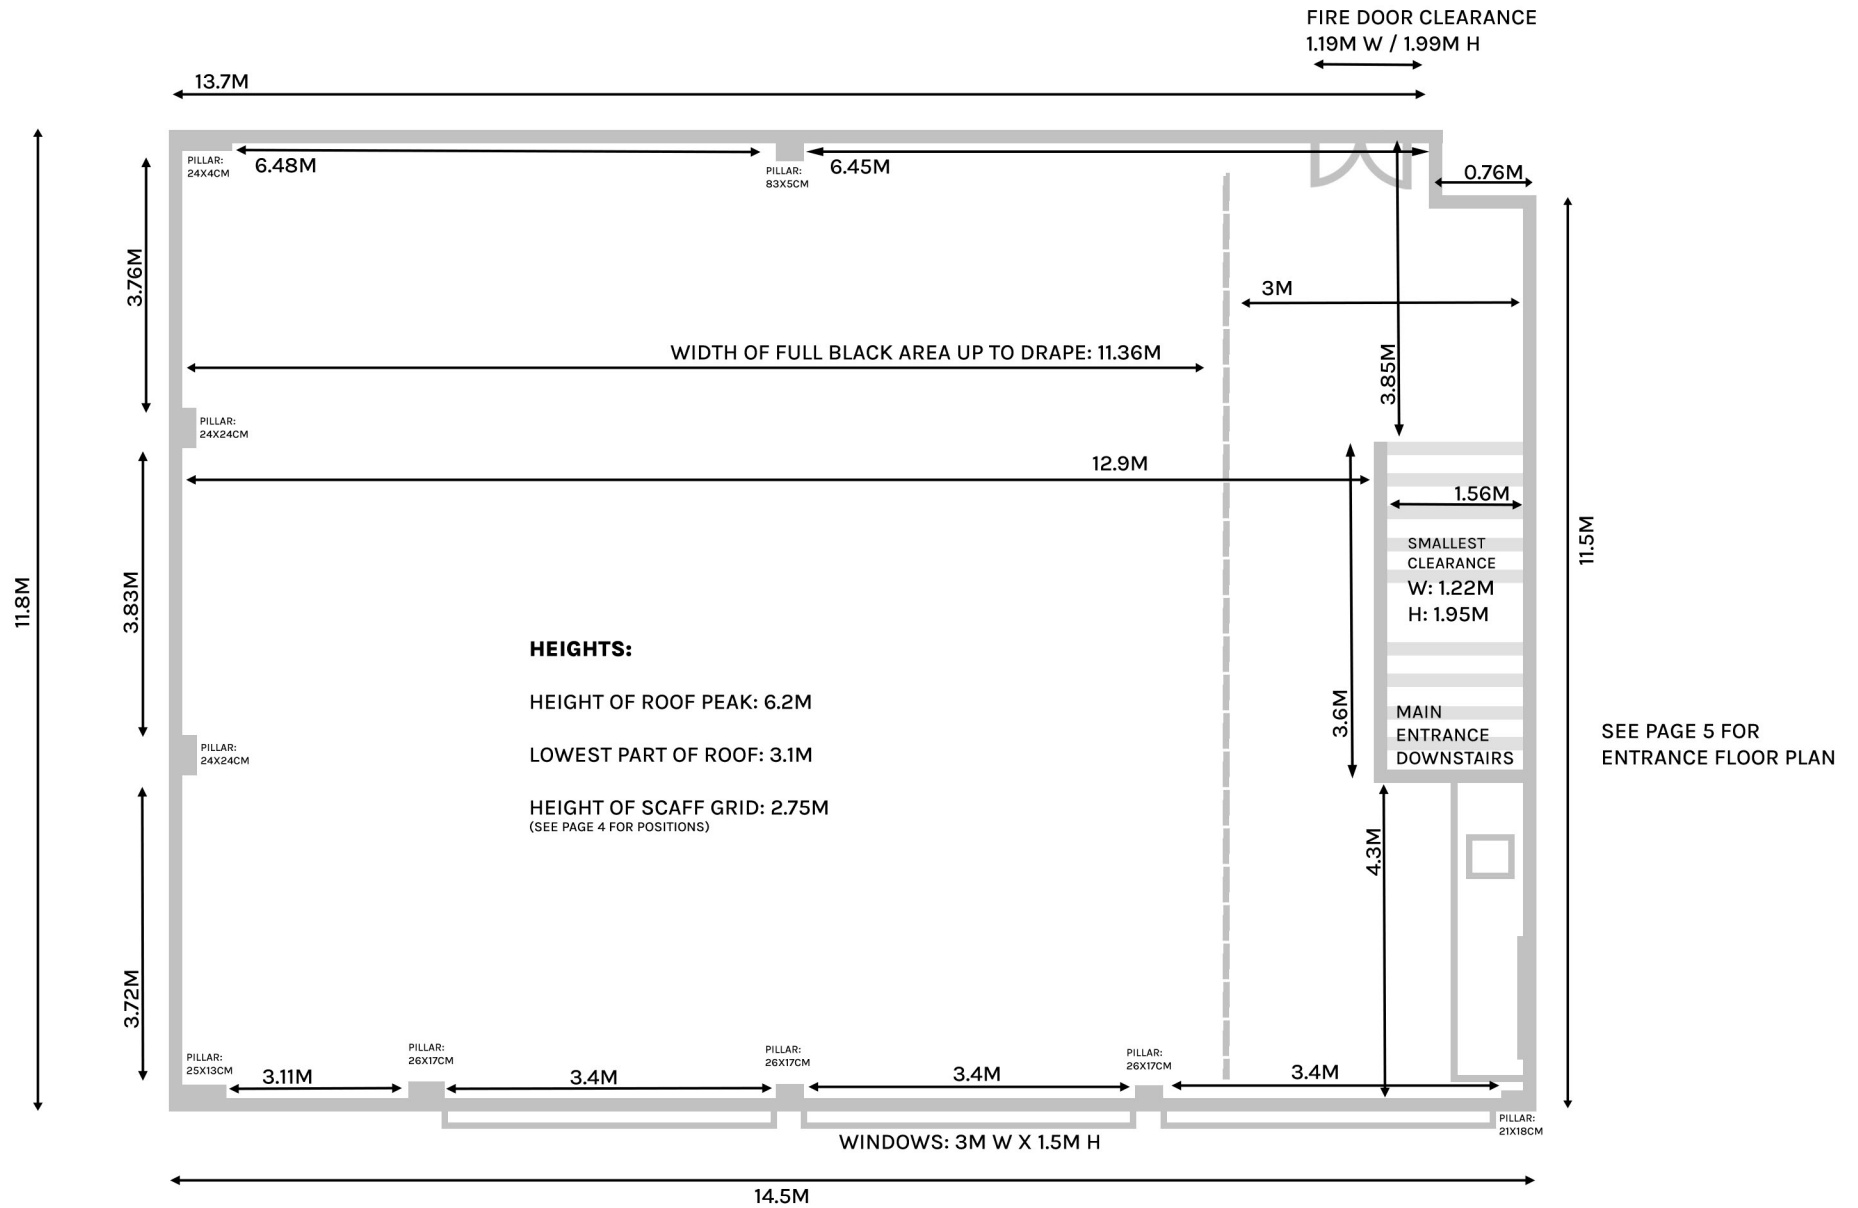 FIRE DOOR CLEARANCE
1.19M W / 1.99M H
13.7M
PILLAR:
24X4CM
6.48M
PILLAR:
83X5CM
6.45M
0.76M
3.76M
3M
WIDTH OF FULL BLACK AREA UP TO DRAPE: 11.36M
3.85M
PILLAR:
24X24CM
12.9M
1.56M
11.5M
SMALLEST
CLEARANCE
W: 1.22M
H: 1.95M
11.8M
3.83M
HEIGHTS:
HEIGHT OF ROOF PEAK: 6.2M
LOWEST PART OF ROOF: 3.1M
HEIGHT OF SCAFF GRID: 2.75M
(SEE PAGE 4 FOR POSITIONS)
3.6M
MAIN
ENTRANCE
DOWNSTAIRS
SEE PAGE 5 FOR
ENTRANCE FLOOR PLAN
PILLAR:
24X24CM
4.3M
3.72M
PILLAR:
25X13CM
3.11M
PILLAR:
26X17CM
3.4M
PILLAR:
26X17CM
3.4M
PILLAR:
26X17CM
3.4M
PILLAR:
21X18CM
WINDOWS: 3M W X 1.5M H
14.5M